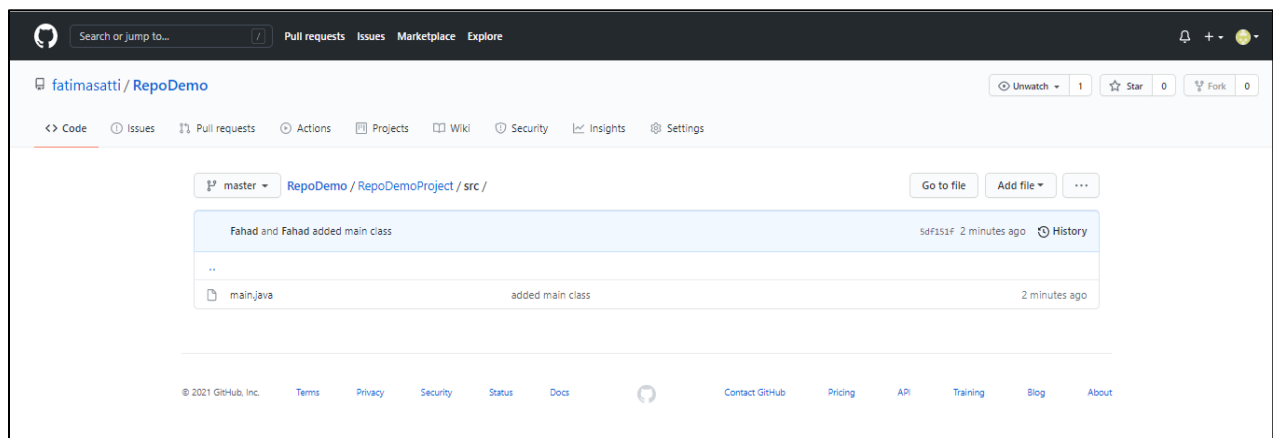 Search or jump to... / Pull requests Issues Marketplace Explore
fatimasatti / RepoDemo Unwatch 1 Star 0 Fork 0
<> Code Issues Pull requests Actions Projects Wiki Security Insights Settings
master RepoDemo / RepoDemoProject / src / Go to file Add file ...
Fahad and Fahad added main class 5df151f 2 minutes ago History
..
main.java added main class 2 minutes ago
© 2021 GitHub, Inc. Terms Privacy Security Status Docs Contact GitHub Pricing API Training Blog About